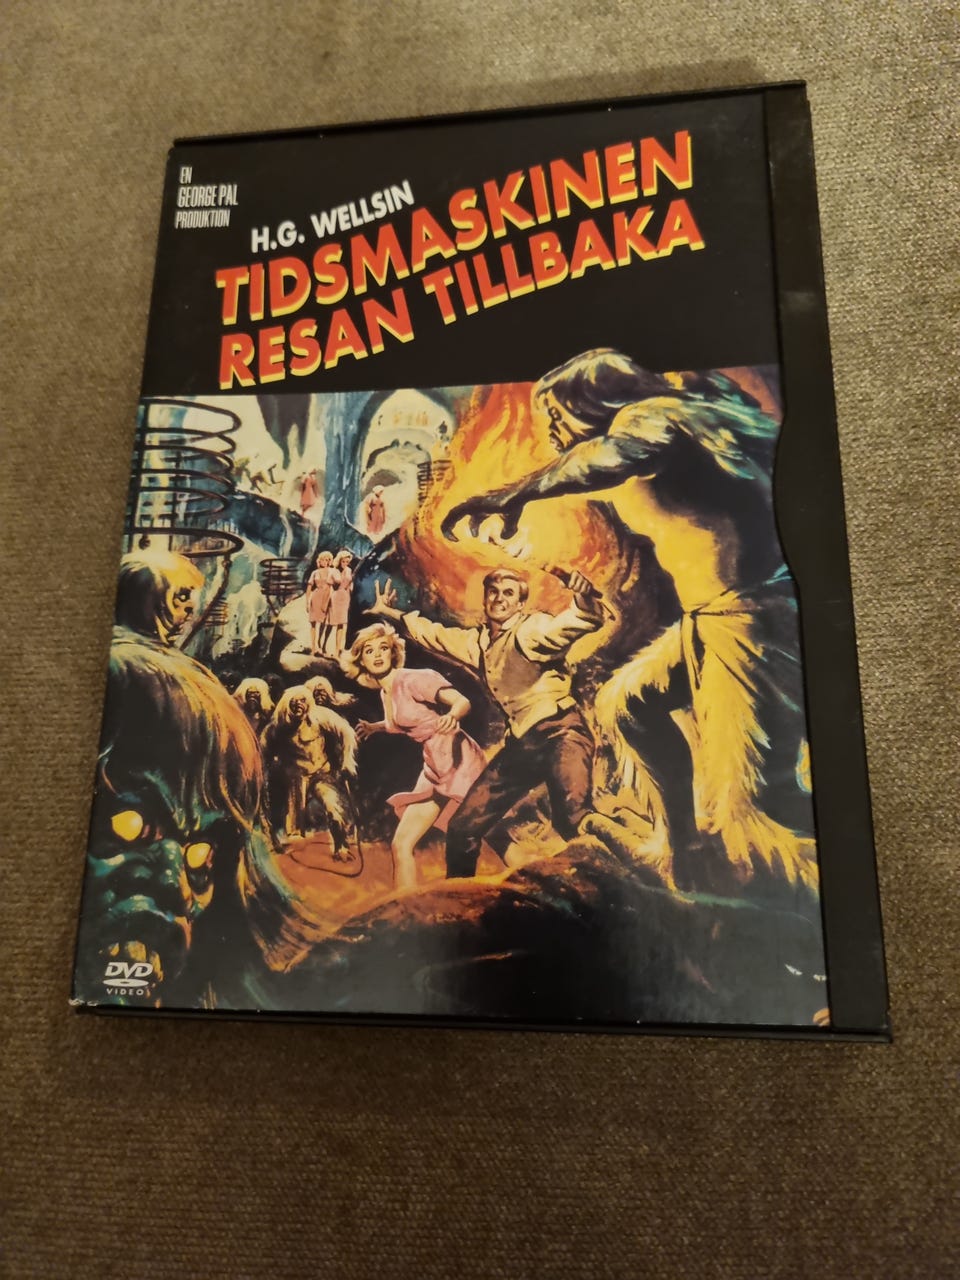 EN
GEORGE PAL
PRODUKTION
H.G. WELLSIN
TIDSMASKINEN
RESAN TILLBAKA
DVD
VIDEO